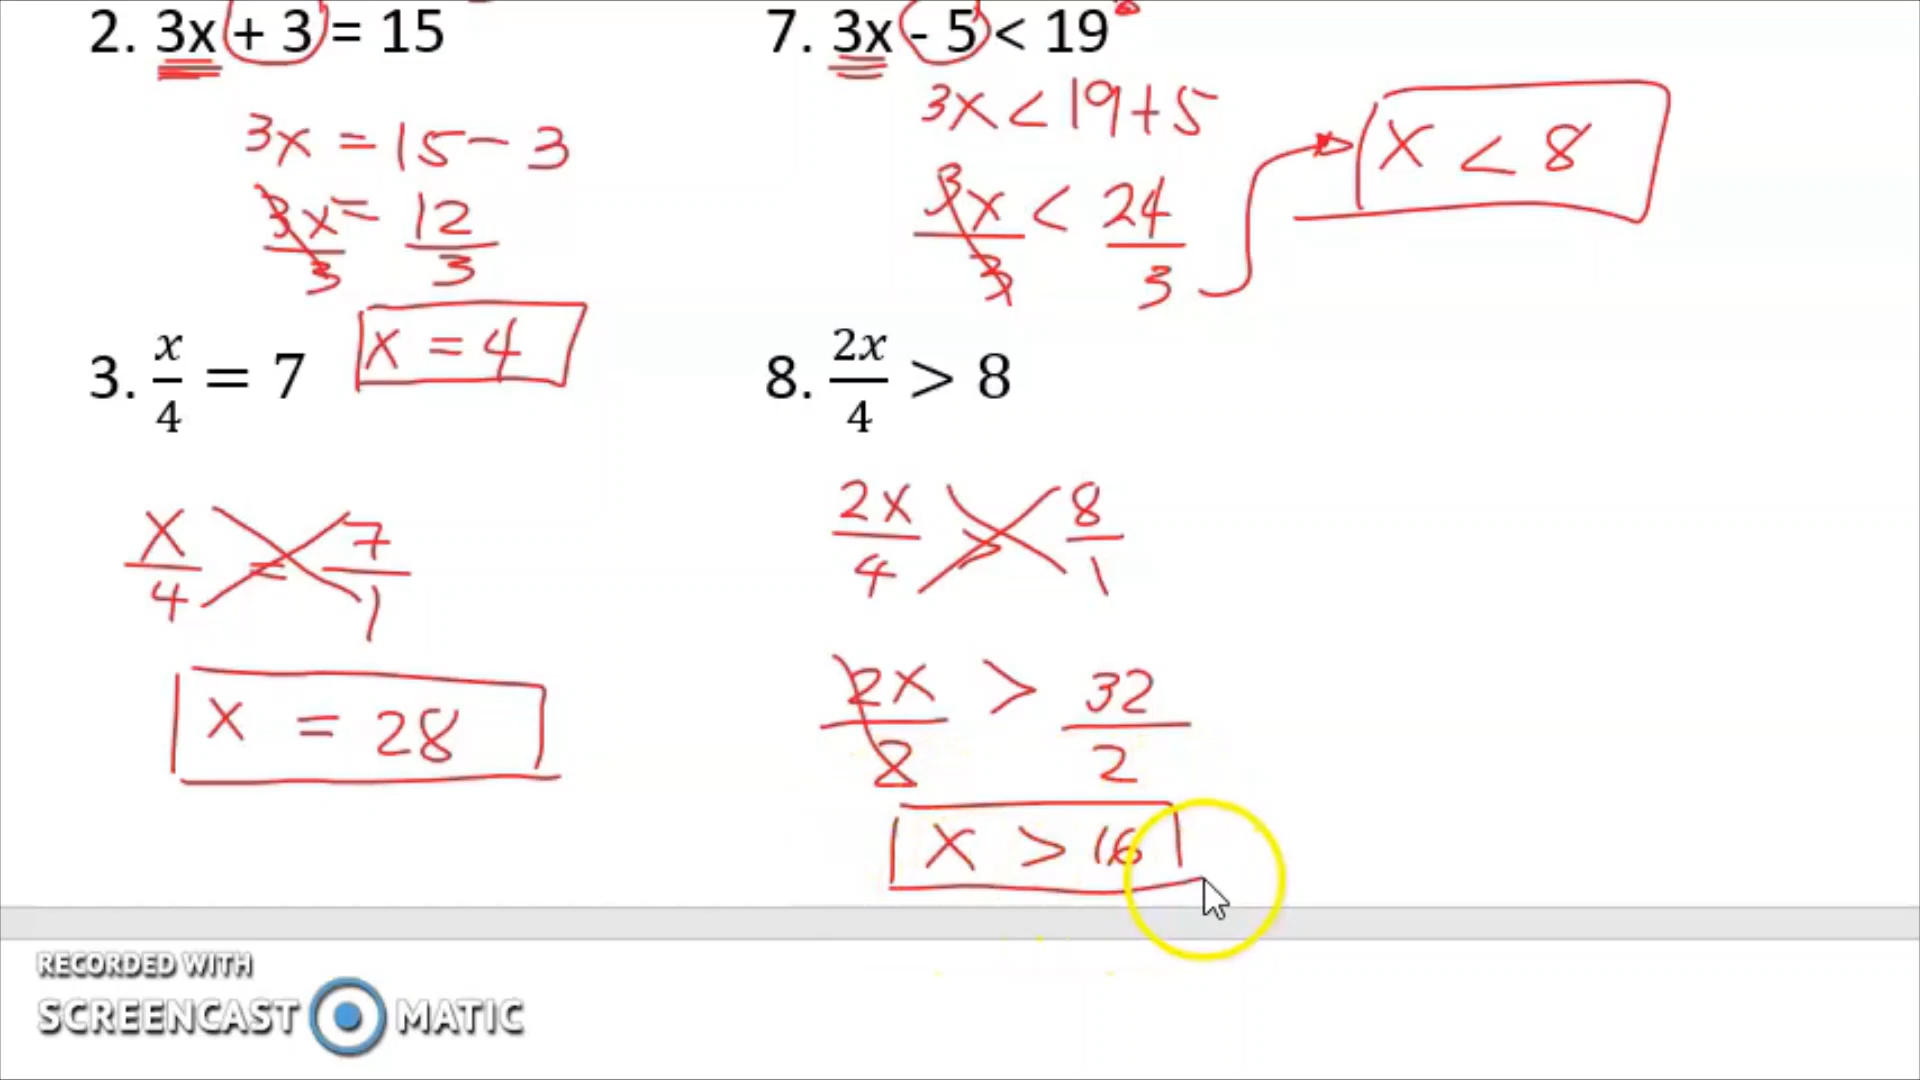 2. 3x + 3 = 15
3x = 15 - 3
3x = 12
3 3
x = 4
3. x/4 = 7
x/4 = 7/1
x = 28
7. 3x - 5 < 19
3x < 19 + 5
3x/3 < 24/3
x < 8
8. 2x/4 > 8
2x/4 > 8/1
2x/2 > 32/2
x > 16
RECORDED WITH
SCREENCAST MATIC